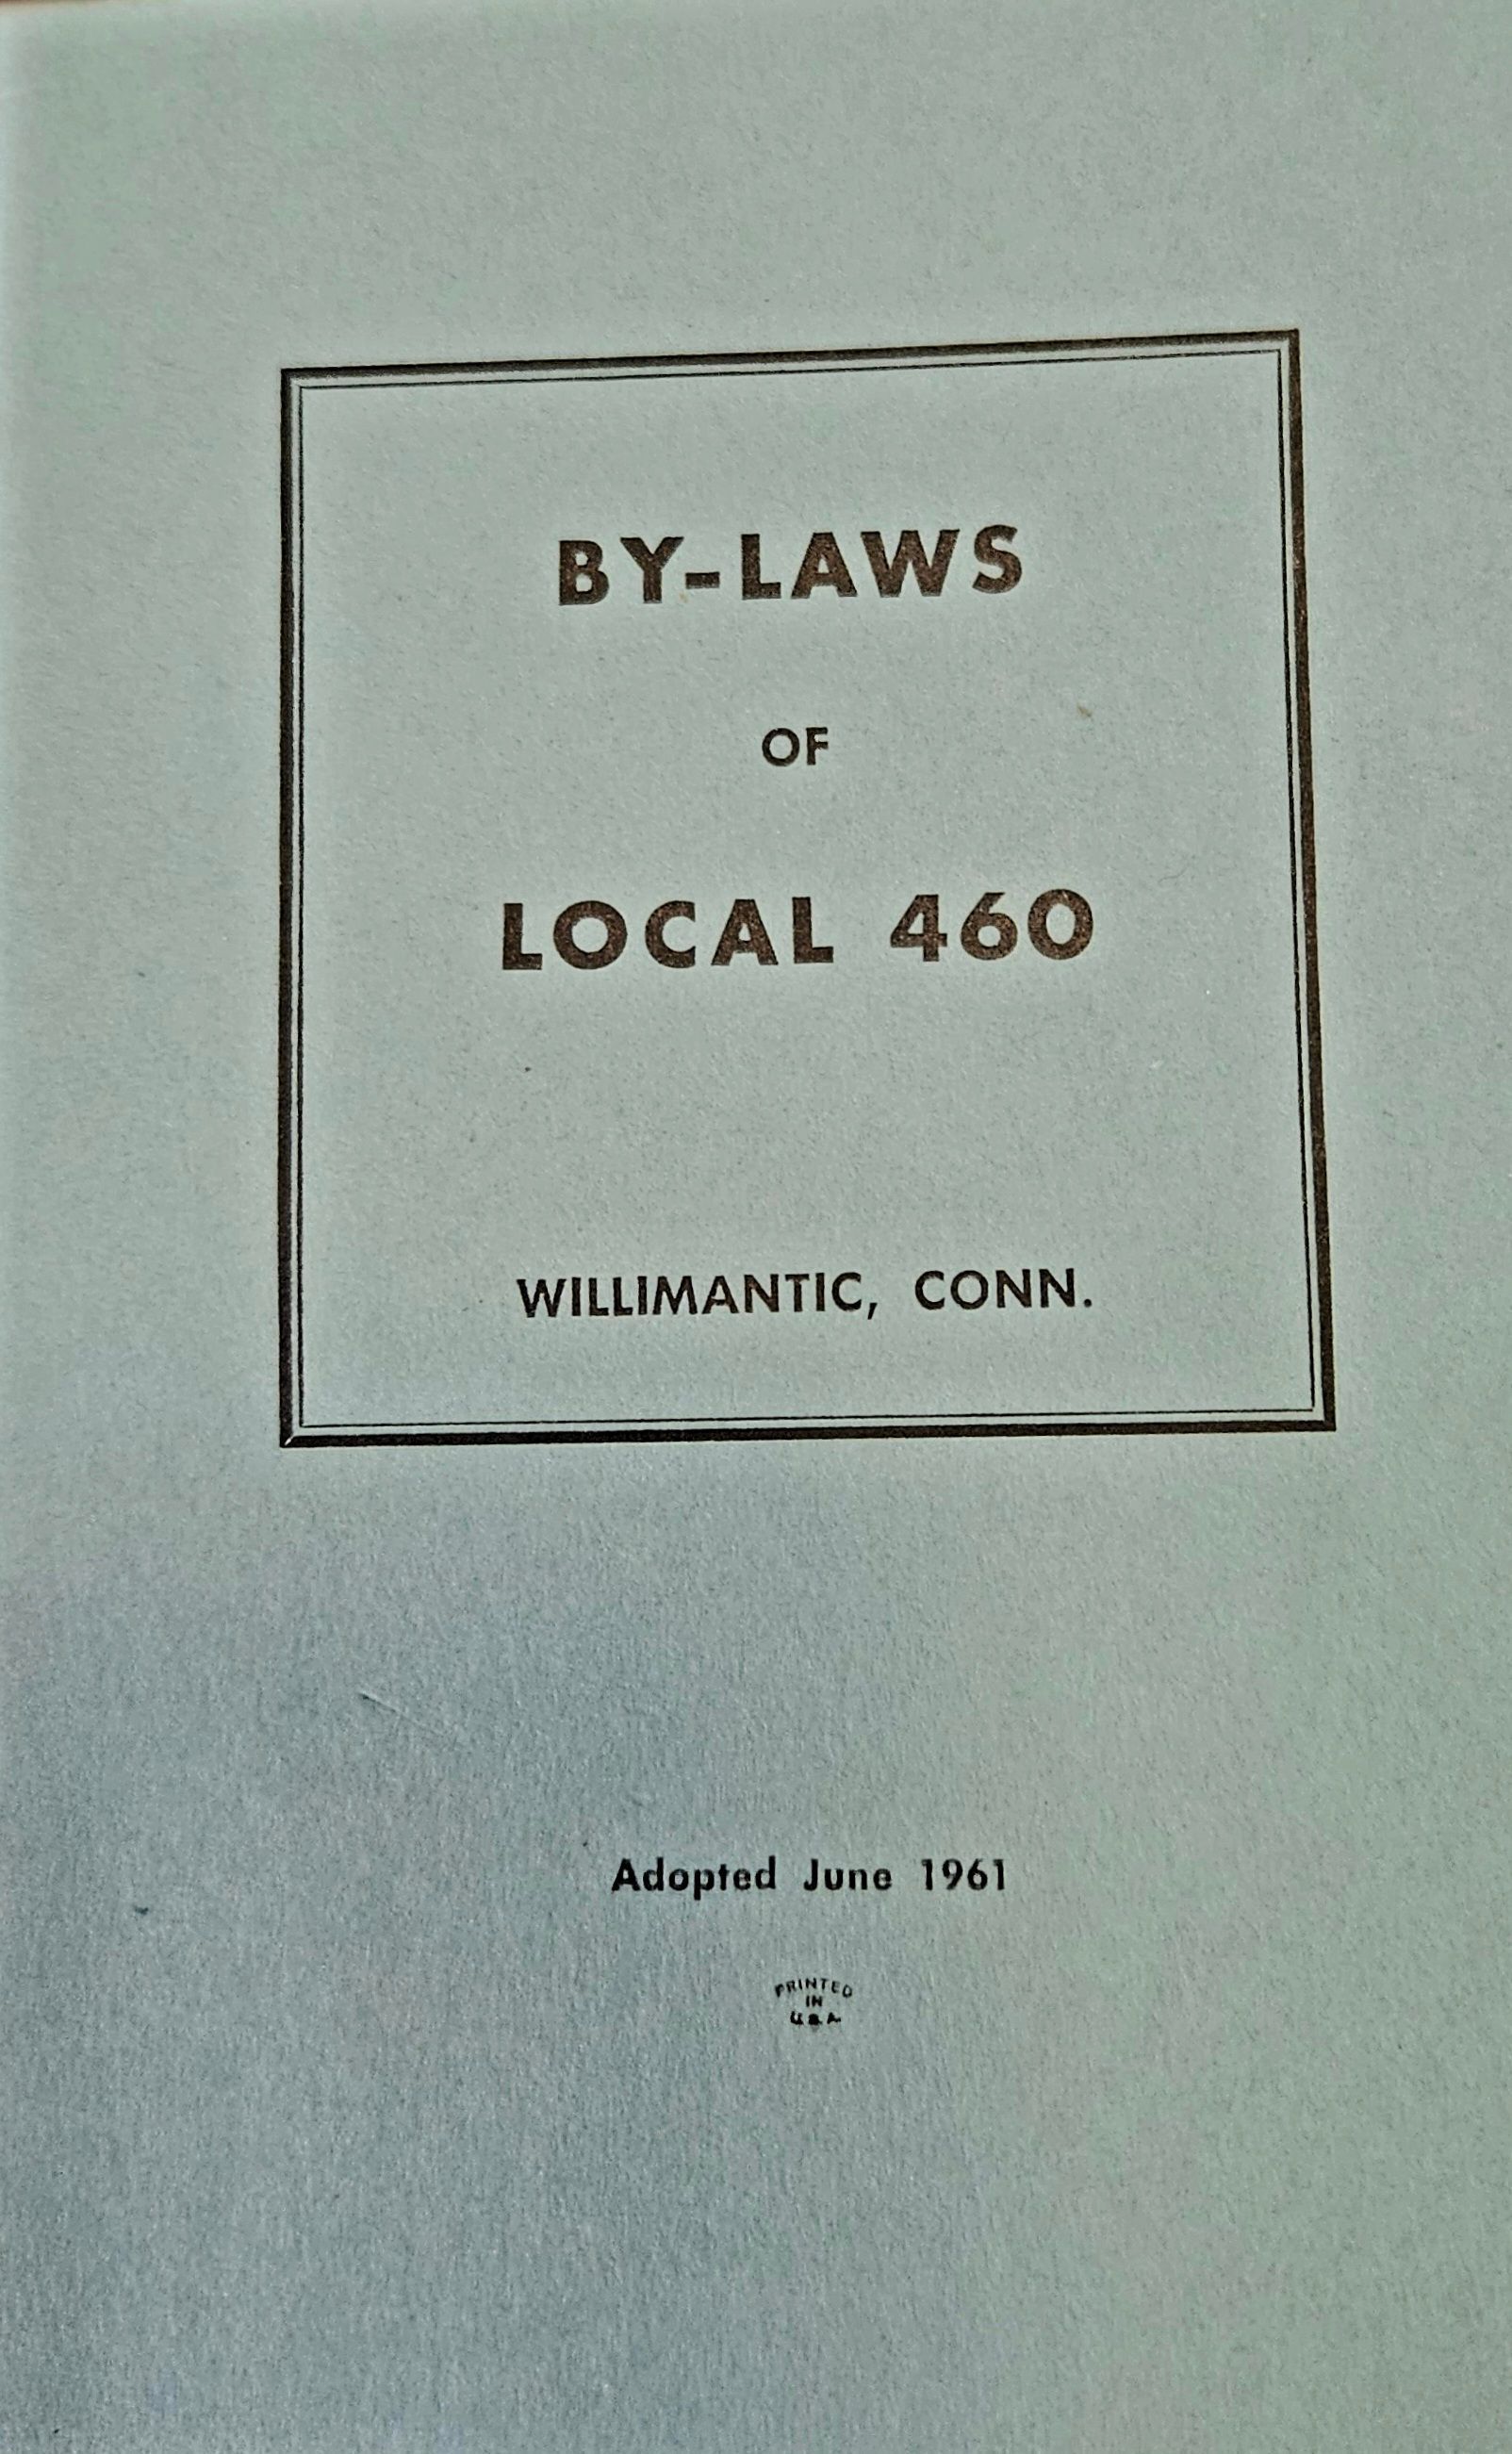 BY-LAWS
OF
LOCAL 460
WILLIMANTIC, CONN.
Adopted June 1961
PRINTED
IN
U.S.A